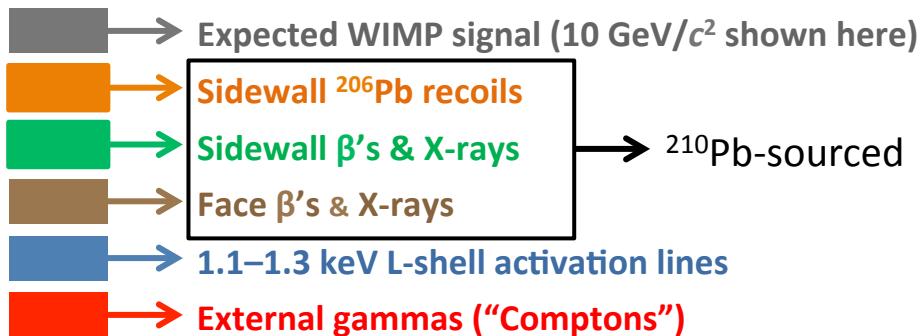 Expected WIMP signal (10 GeV/c² shown here)
Sidewall ²⁰⁶Pb recoils
Sidewall β's & X-rays
Face β's & X-rays
²¹⁰Pb-sourced
1.1–1.3 keV L-shell activation lines
External gammas (“Comptons”)